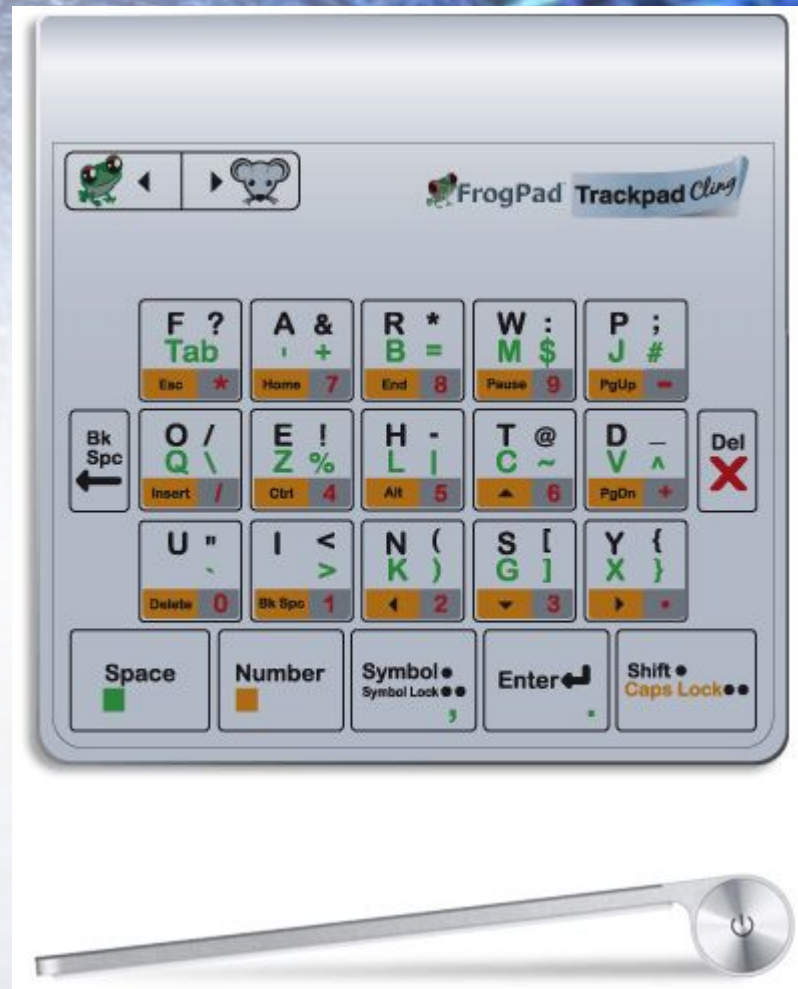 FrogPad Trackpad Cling
F ? A & R * W : P ;
Tab ' + B = M $ J #
Esc * Home 7 End 8 Pause 9 PgUp -
Bk Spc O / E ! H - T @ D _ Del
Q \ Z % L | C ~ V ^ X
Insert / Ctrl 4 Alt 5 6 PgDn +
U " I < N ( S [ Y {
` > K ) G ] X }
Delete 0 Bk Spc 1 2 3 .
Space Number Symbol Enter Shift
Symbol Lock Caps Lock
, .